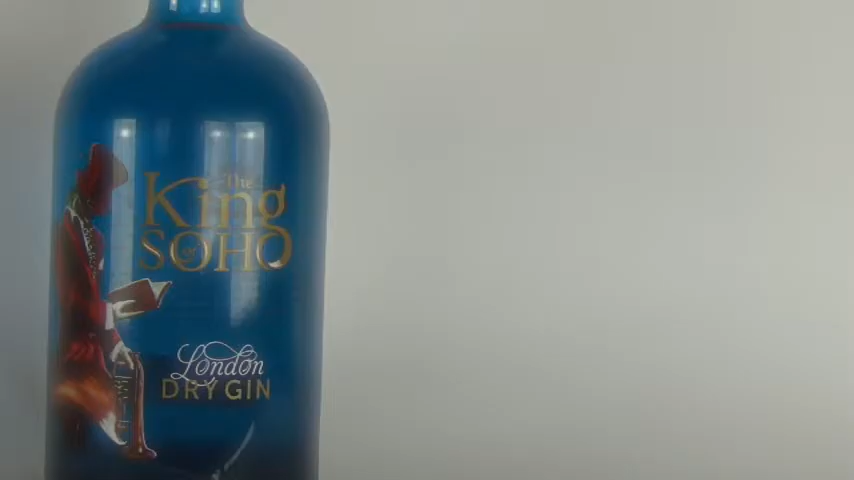 The
King
of
SOHO
London
DRY GIN